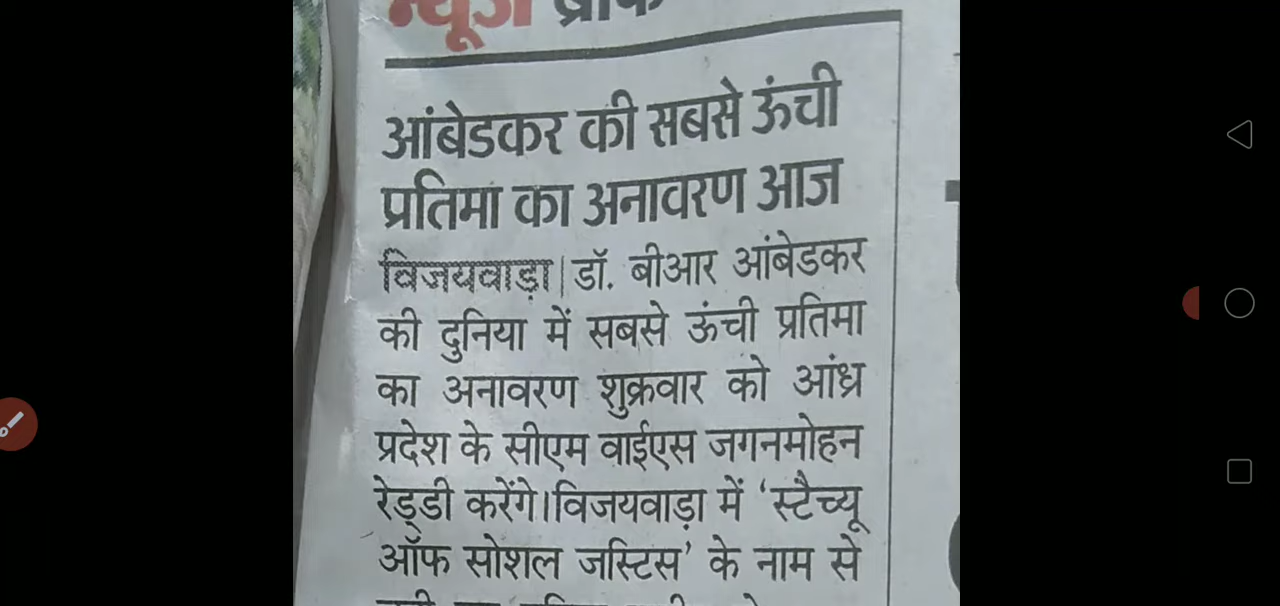 न्यूज ब्रीफ
आंबेडकर की सबसे ऊंची
प्रतिमा का अनावरण आज
विजयवाड़ा|डॉ. बीआर आंबेडकर
की दुनिया में सबसे ऊंची प्रतिमा
का अनावरण शुक्रवार को आंध्र
प्रदेश के सीएम वाईएस जगनमोहन
रेड्डी करेंगे।विजयवाड़ा में ‘स्टैच्यू
ऑफ सोशल जस्टिस’ के नाम से